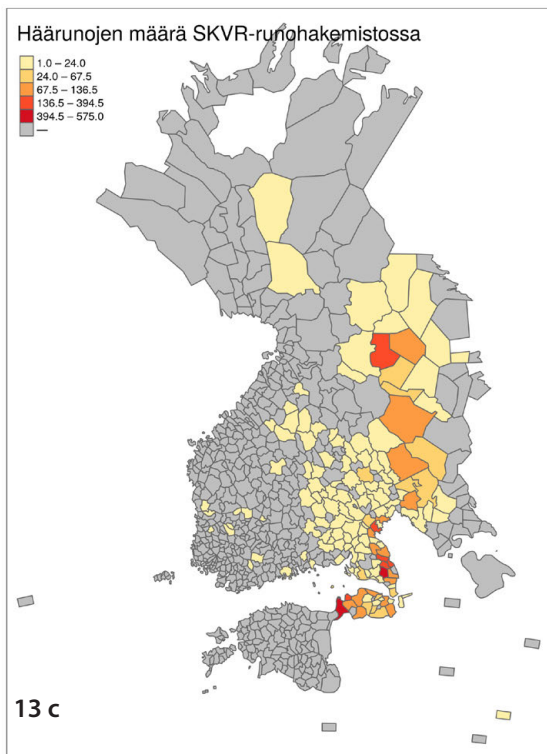 Häärunojen määrä SKVR-runohakemistossa
1.0 – 24.0
24.0 – 67.5
67.5 – 136.5
136.5 – 394.5
394.5 – 575.0
—
13 c